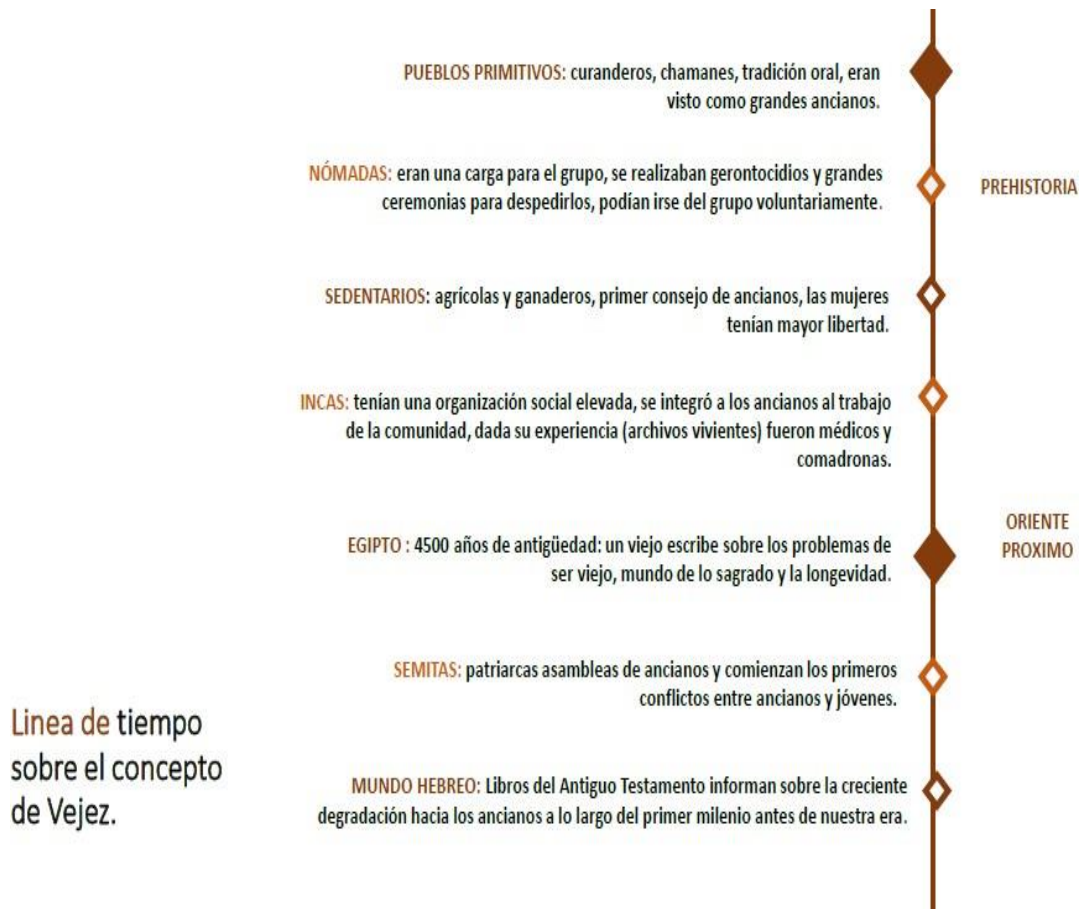 PUEBLOS PRIMITIVOS: curanderos, chamanes, tradición oral, eran
visto como grandes ancianos.
NÓMADAS: eran una carga para el grupo, se realizaban gerontocidios y grandes
ceremonias para despedirlos, podían irse del grupo voluntariamente.
PREHISTORIA
SEDENTARIOS: agrícolas y ganaderos, primer consejo de ancianos, las mujeres
tenían mayor libertad.
INCAS: tenían una organización social elevada, se integró a los ancianos al trabajo
de la comunidad, dada su experiencia (archivos vivientes) fueron médicos y
comadronas.
ORIENTE
PROXIMO
EGIPTO : 4500 años de antigüedad: un viejo escribe sobre los problemas de
ser viejo, mundo de lo sagrado y la longevidad.
SEMITAS: patriarcas asambleas de ancianos y comienzan los primeros
conflictos entre ancianos y jóvenes.
Linea de tiempo
sobre el concepto
de Vejez.
MUNDO HEBREO: Libros del Antiguo Testamento informan sobre la creciente
degradación hacia los ancianos a lo largo del primer milenio antes de nuestra era.